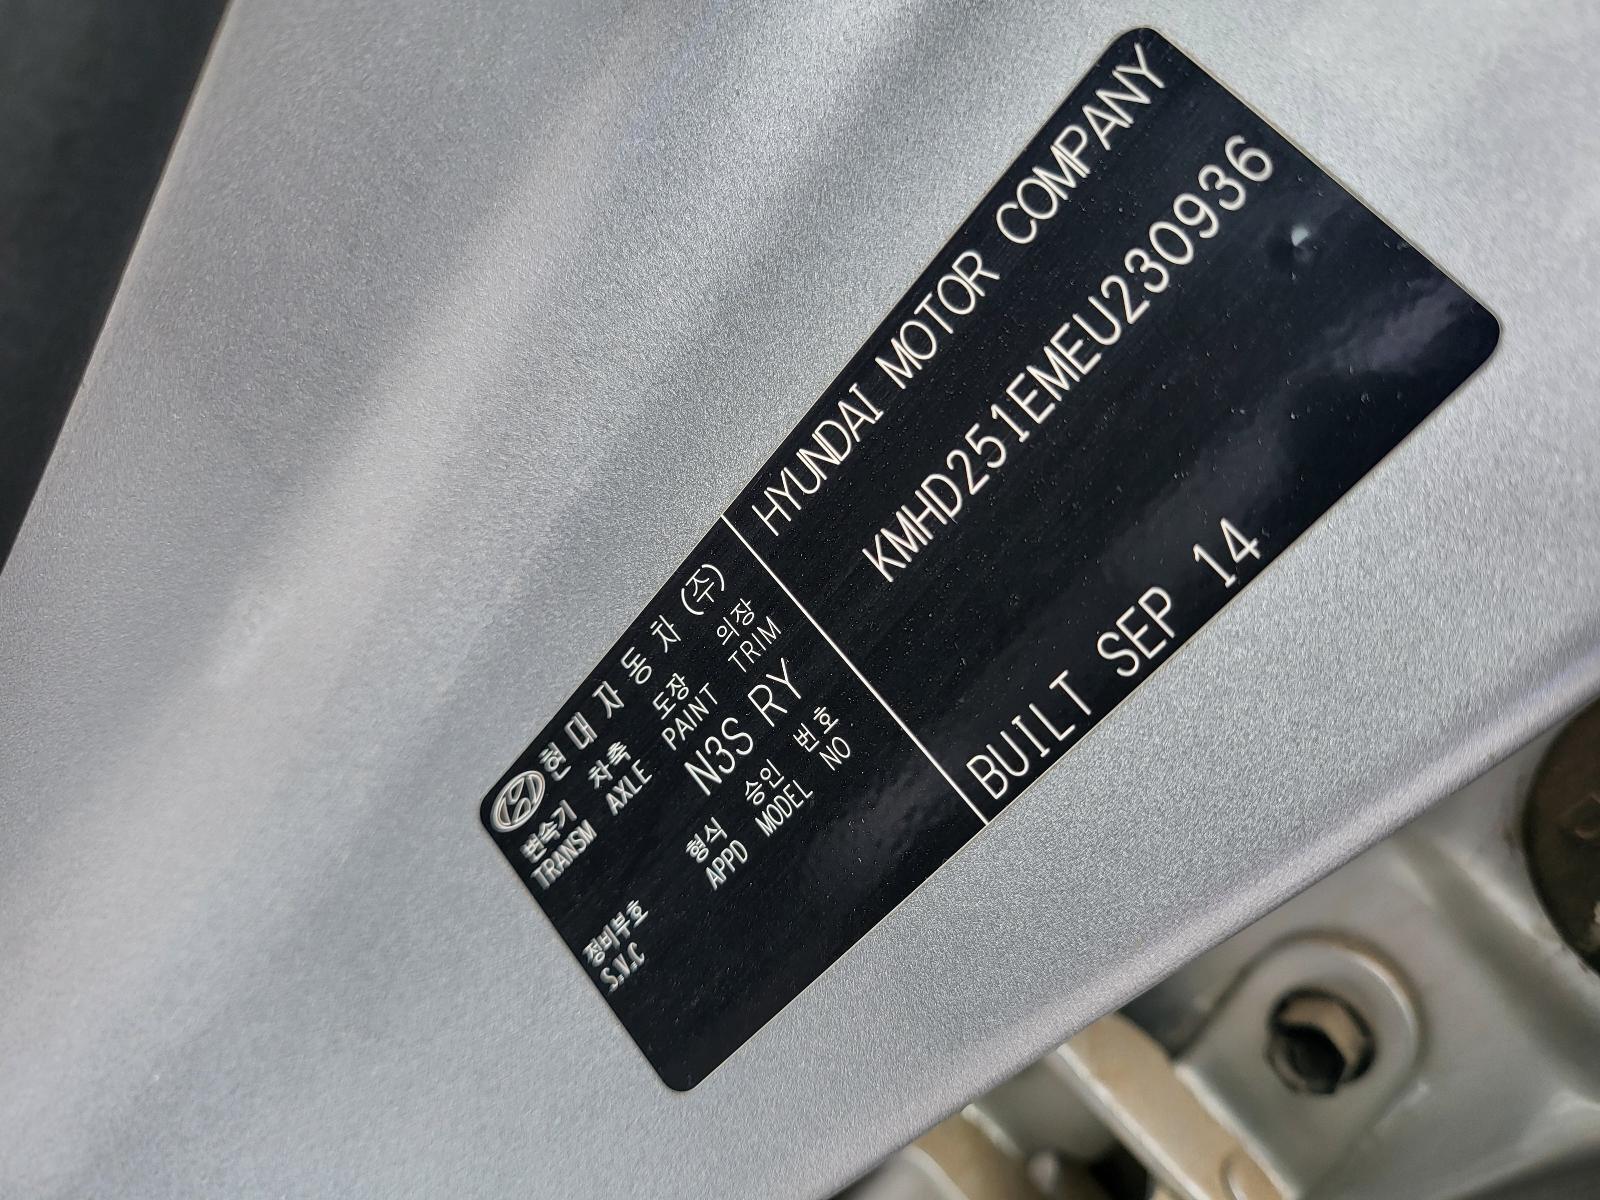 현대자동차(주)
변속기 차축 도장 의장
TRANSM AXLE PAINT TRIM
N3S RY
정비부호 형식 승인 번호
S.V.C APPD MODEL NO
HYUNDAI MOTOR COMPANY
KMHD251EMEU230936
BUILT SEP 14